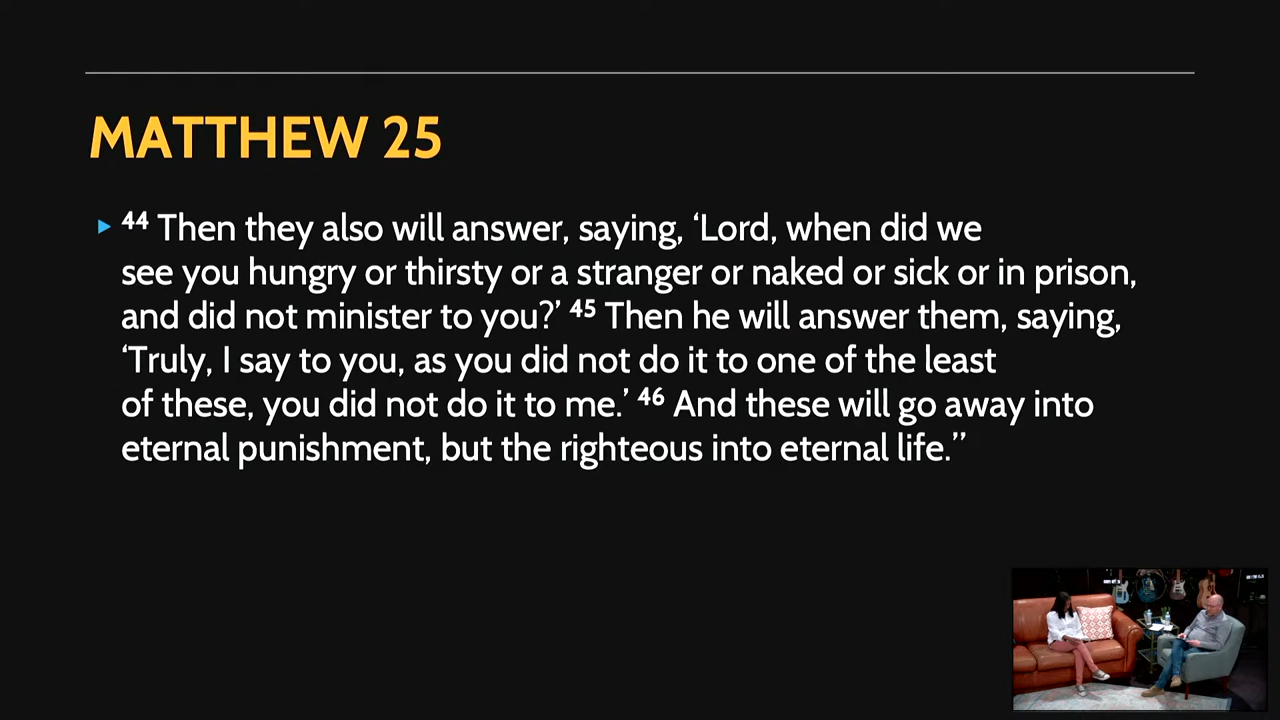 MATTHEW 25
44 Then they also will answer, saying, ‘Lord, when did we
see you hungry or thirsty or a stranger or naked or sick or in prison,
and did not minister to you?’ 45 Then he will answer them, saying,
‘Truly, I say to you, as you did not do it to one of the least
of these, you did not do it to me.’ 46 And these will go away into
eternal punishment, but the righteous into eternal life.”